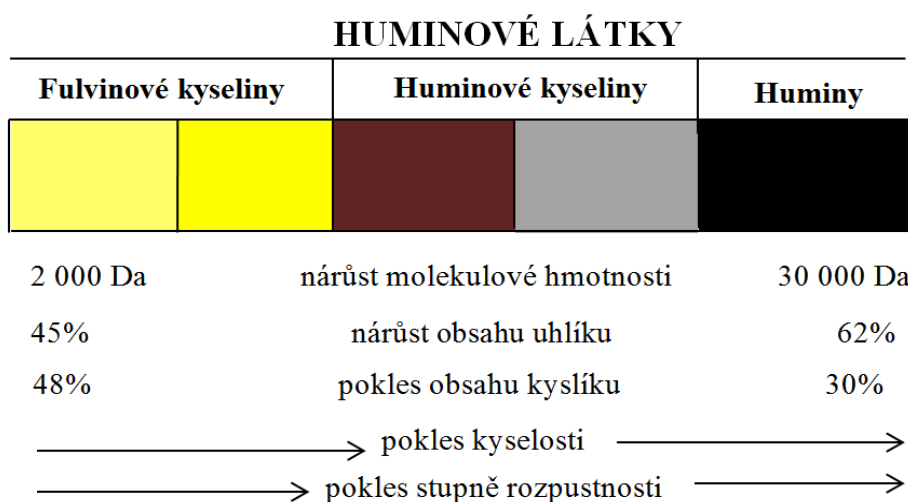 HUMINOVÉ LÁTKY
Fulvinové kyseliny Huminové kyseliny Huminy
2 000 Da nárůst molekulové hmotnosti 30 000 Da
45% nárůst obsahu uhlíku 62%
48% pokles obsahu kyslíku 30%
pokles kyselosti
pokles stupně rozpustnosti